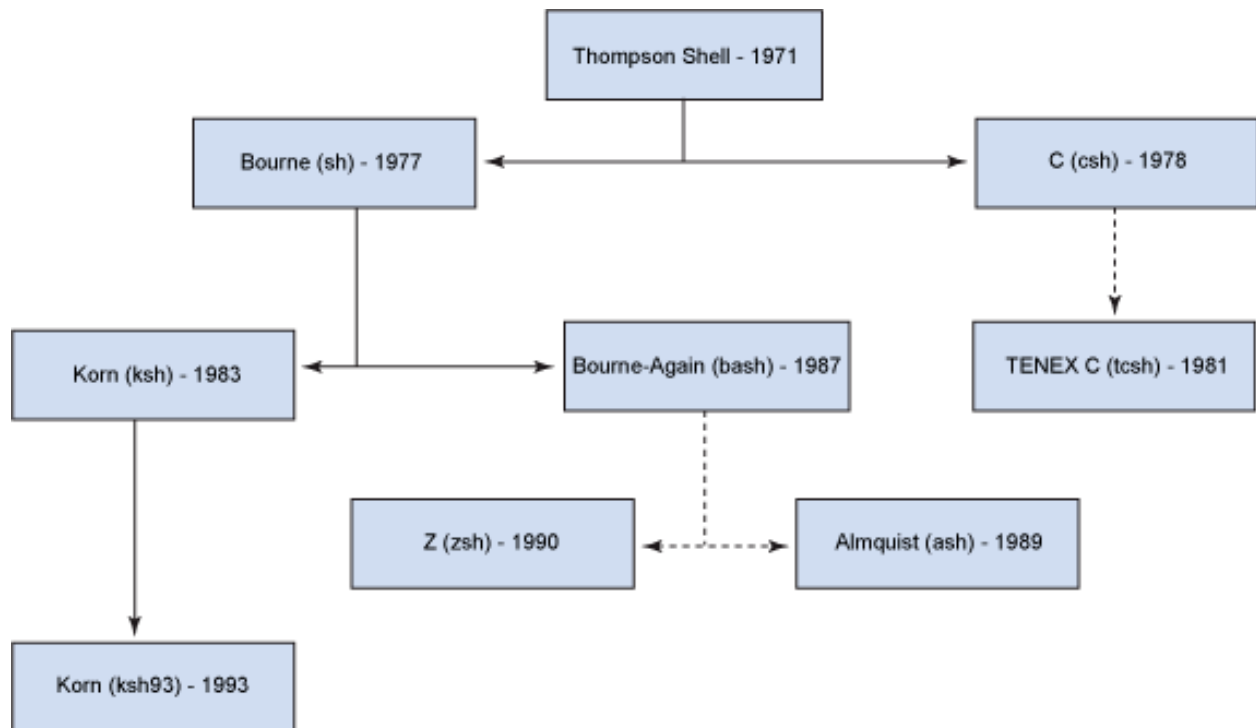 Thompson Shell - 1971
Bourne (sh) - 1977
C (csh) - 1978
Korn (ksh) - 1983
Bourne-Again (bash) - 1987
TENEX C (tcsh) - 1981
Z (zsh) - 1990
Almquist (ash) - 1989
Korn (ksh93) - 1993